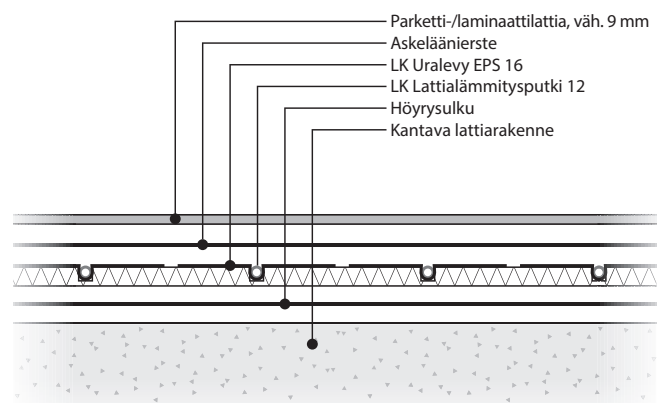 Parketti-/laminaattilattia, väh. 9 mm
Askeläänierste
LK Uralevy EPS 16
LK Lattialämmitysputki 12
Höyrysulku
Kantava lattiarakenne